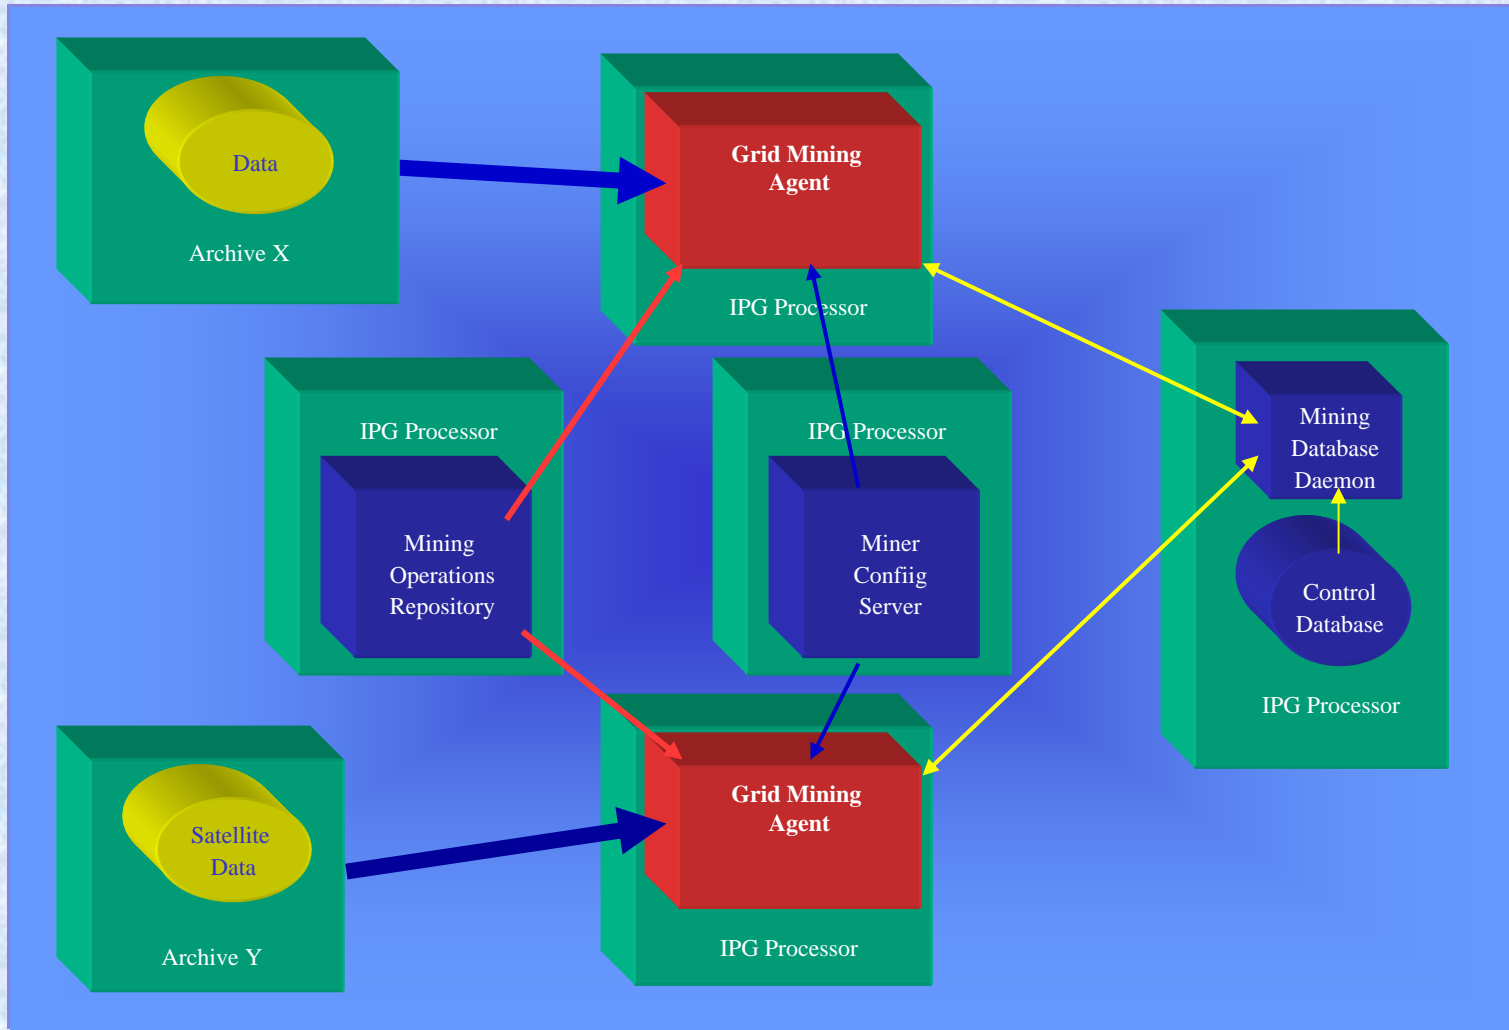 Data
Archive X
Grid Mining
Agent
IPG Processor
IPG Processor
Mining
Operations
Repository
IPG Processor
Miner
Confiig
Server
Mining
Database
Daemon
Control
Database
IPG Processor
Satellite
Data
Archive Y
Grid Mining
Agent
IPG Processor